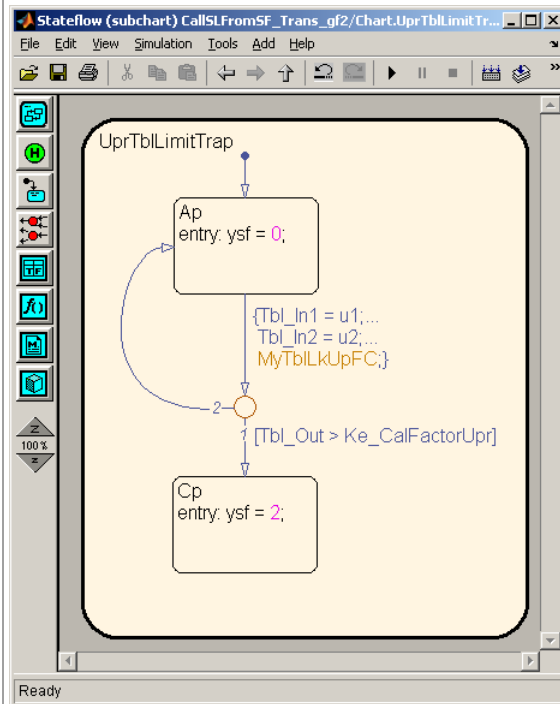 Stateflow (subchart) CallSLFromSF_Trans_gf2/Chart.UprTblLimitTr...
File Edit View Simulation Tools Add Help
»
H
TF
f()
M
Z
100%
Z
UprTblLimitTrap
Ap
entry: ysf = 0;
{Tbl_In1 = u1;...
Tbl_In2 = u2;...
MyTblLkUpFC;}
2
1 [Tbl_Out > Ke_CalFactorUpr]
Cp
entry: ysf = 2;
Ready